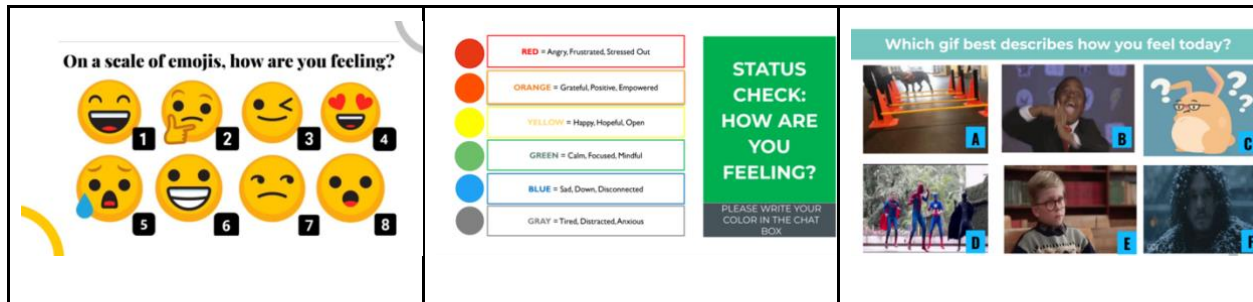 On a scale of emojis, how are you feeling?
1
2
3
4
5
6
7
8
RED = Angry, Frustrated, Stressed Out
ORANGE = Grateful, Positive, Empowered
YELLOW = Happy, Hopeful, Open
GREEN = Calm, Focused, Mindful
BLUE = Sad, Down, Disconnected
GRAY = Tired, Distracted, Anxious
STATUS
CHECK:
HOW ARE
YOU
FEELING?
PLEASE WRITE YOUR
COLOR IN THE CHAT
BOX
Which gif best describes how you feel today?
A
B
C
D
E
F